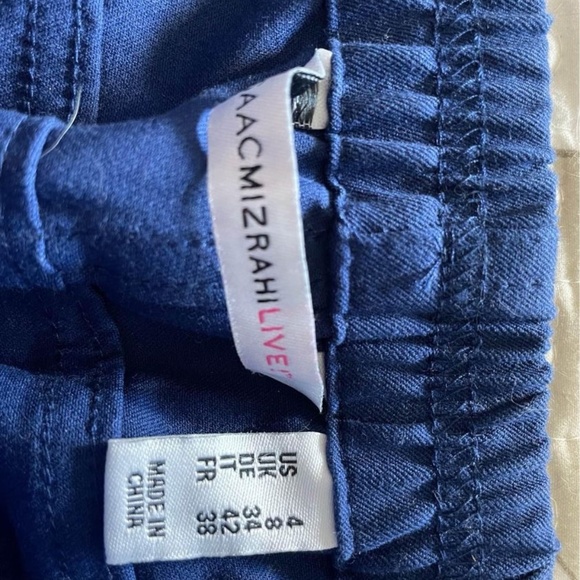 AACMIZRAHILIVE!
US 4
UK 8
DE 34
IT 42
FR 38
MADE IN
CHINA